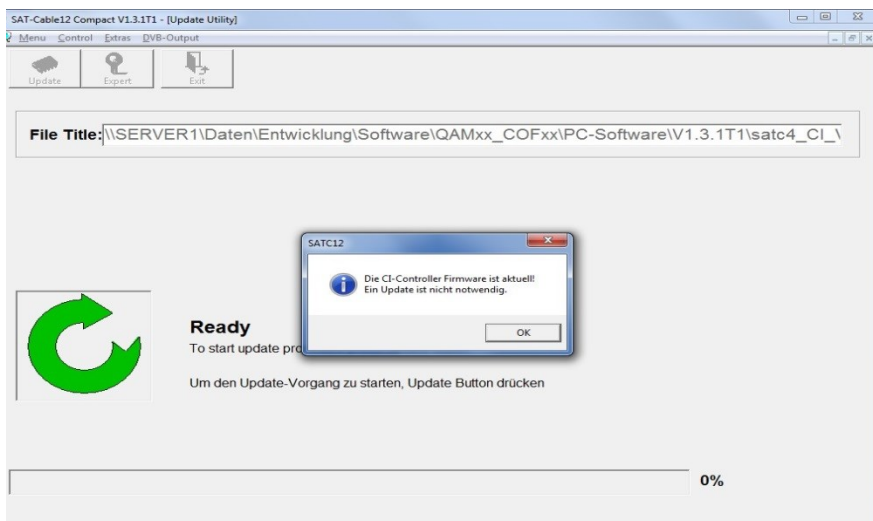 SAT-Cable12 Compact V1.3.1T1 - [Update Utility]
Menu Control Extras DVB-Output
Update Expert Exit
File Title: \\SERVER1\Daten\Entwicklung\Software\QAMxx_COFxx\PC-Software\V1.3.1T1\satc4_CI_\
SATC12
Die CI-Controller Firmware ist aktuell!
Ein Update ist nicht notwendig.
OK
Ready
To start update pro
Um den Update-Vorgang zu starten, Update Button drücken
0%